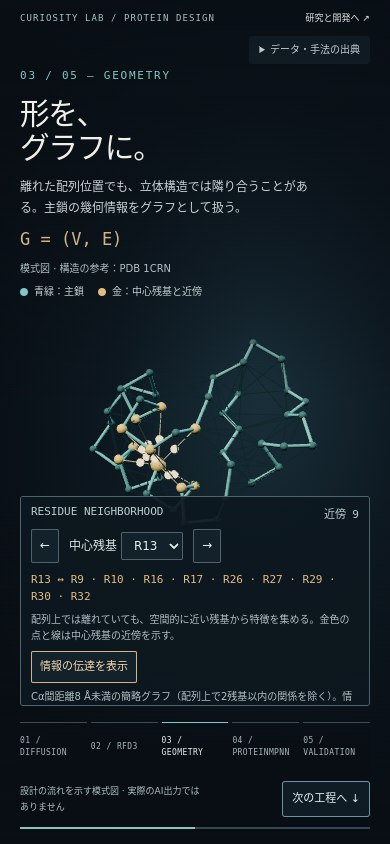 CURIOSITY LAB / PROTEIN DESIGN
研究と開発へ ↗
▶ データ・手法の出典
03 / 05 — GEOMETRY
形を、
グラフに。
離れた配列位置でも、立体構造では隣り合うことがあ
る。主鎖の幾何情報をグラフとして扱う。
G = (V, E)
模式図・構造の参考：PDB 1CRN
青緑：主鎖 金：中心残基と近傍
RESIDUE NEIGHBORHOOD
近傍 9
← 中心残基 R13 →
R13 ↔ R9 · R10 · R16 · R17 · R26 · R27 · R29 ·
R30 · R32
配列上では離れていても、空間的に近い残基から特徴を集める。金色の
点と線は中心残基の近傍を示す。
情報の伝達を表示
Cα間距離8 Å未満の簡略グラフ（配列上で2残基以内の関係を除く）。情
01 /
DIFFUSION
02 / RFD3
03 /
GEOMETRY
04 /
PROTEINMPNN
05 /
VALIDATION
設計の流れを示す模式図・実際のAI出力では
ありません
次の工程へ ↓